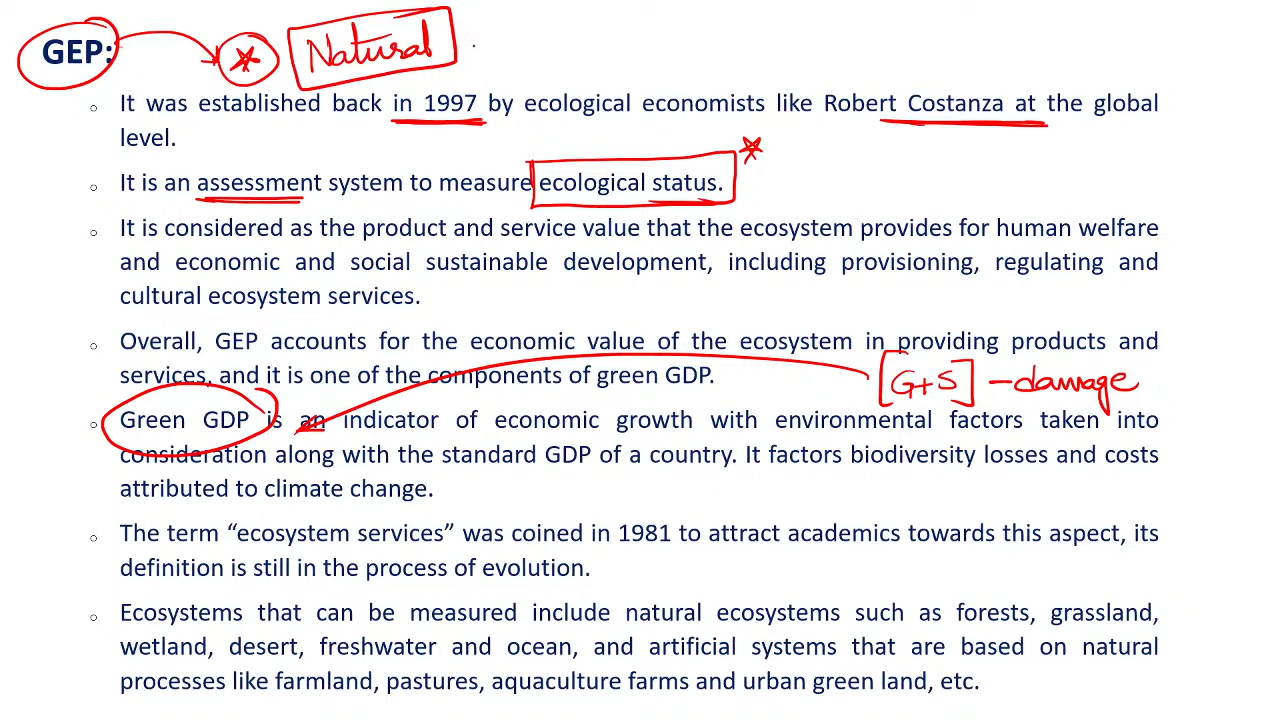 GEP: Natural
It was established back in 1997 by ecological economists like Robert Costanza at the global
level.
It is an assessment system to measure ecological status.
It is considered as the product and service value that the ecosystem provides for human welfare
and economic and social sustainable development, including provisioning, regulating and
cultural ecosystem services.
Overall, GEP accounts for the economic value of the ecosystem in providing products and
services, and it is one of the components of green GDP.
[G+S] - damage
Green GDP is an indicator of economic growth with environmental factors taken into
consideration along with the standard GDP of a country. It factors biodiversity losses and costs
attributed to climate change.
The term “ecosystem services” was coined in 1981 to attract academics towards this aspect, its
definition is still in the process of evolution.
Ecosystems that can be measured include natural ecosystems such as forests, grassland,
wetland, desert, freshwater and ocean, and artificial systems that are based on natural
processes like farmland, pastures, aquaculture farms and urban green land, etc.